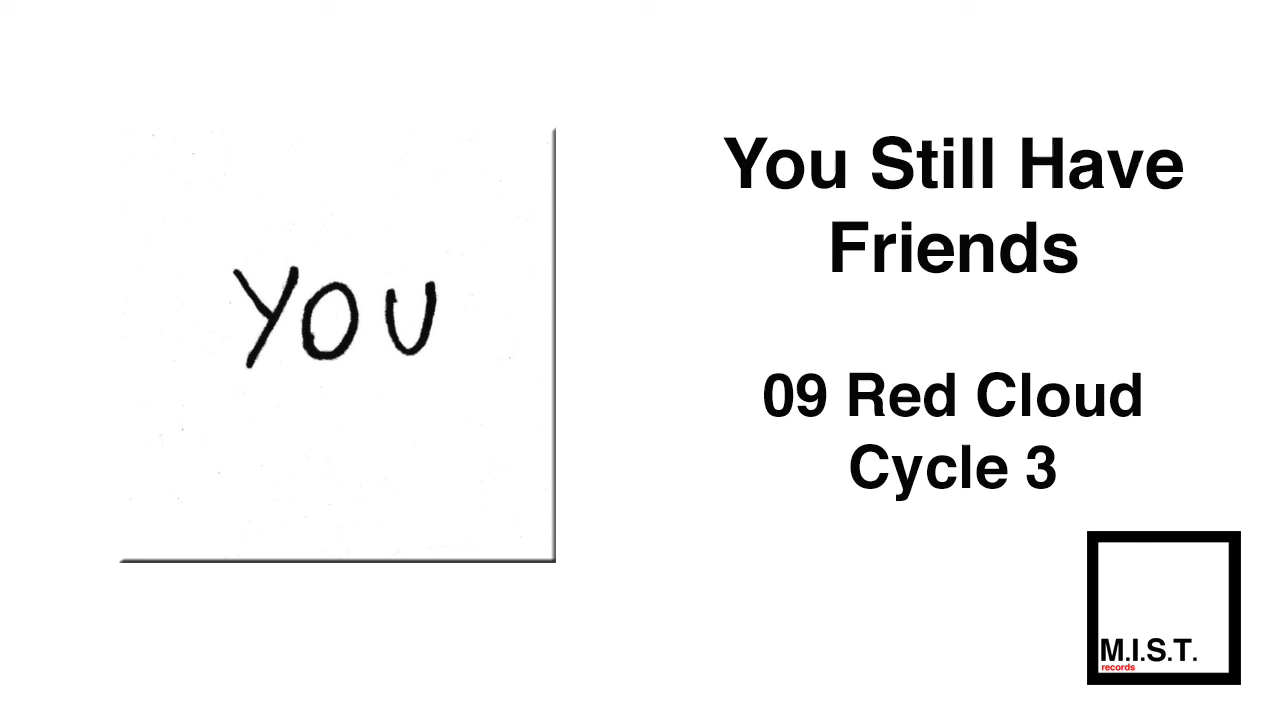 YOU
You Still Have
Friends
09 Red Cloud
Cycle 3
M.I.S.T.
records